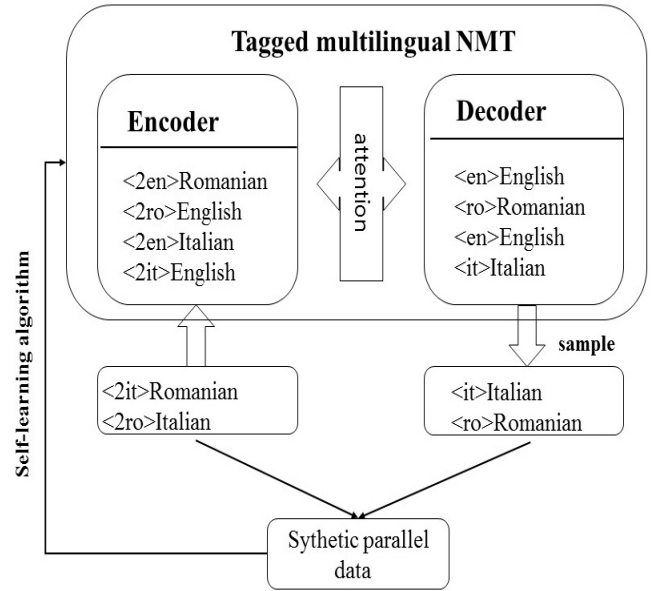 Tagged multilingual NMT
Encoder
<2en>Romanian
<2ro>English
<2en>Italian
<2it>English
attention
Decoder
<en>English
<ro>Romanian
<en>English
<it>Italian
sample
<2it>Romanian
<2ro>Italian
<it>Italian
<ro>Romanian
Self-learning algorithm
Sythetic parallel
data